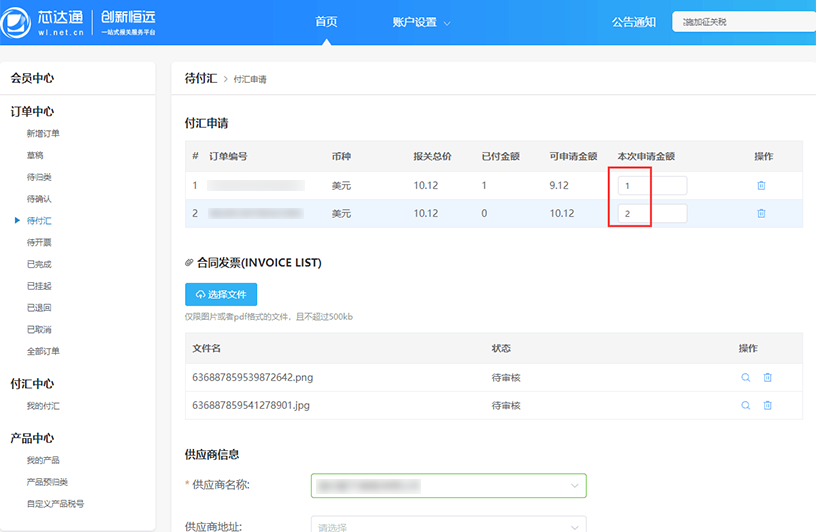 芯达通 创新恒远
wl.net.cn 一站式报关服务平台
首页 账户设置 公告通知
会员中心
订单中心
新增订单
草稿
待归类
待确认
待付汇
待开票
已完成
已挂起
已退回
已取消
全部订单
付汇中心
我的付汇
产品中心
我的产品
产品预归类
自定义产品税号
待付汇 > 付汇申请
付汇申请
# 订单编号 币种 报关总价 已付金额 可申请金额 本次申请金额 操作
1 美元 10.12 1 9.12 1
2 美元 10.12 0 10.12 2
合同发票(INVOICE LIST)
选择文件
仅限图片或者pdf格式的文件，且不超过500kb
文件名 状态 操作
636887859539872642.png 待审核
636887859541278901.jpg 待审核
供应商信息
* 供应商名称:
供应商地址: 请选择